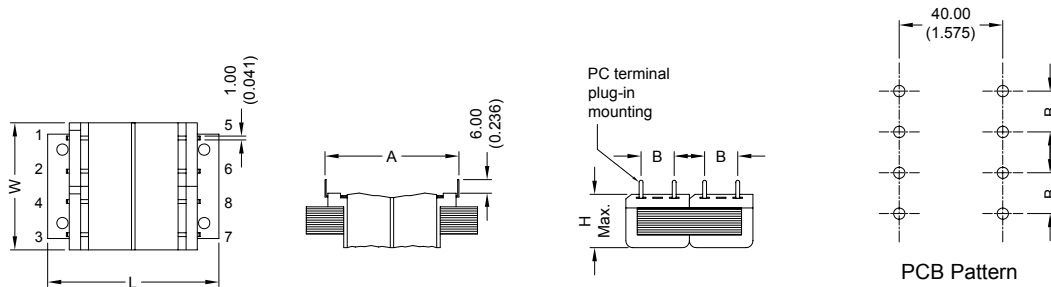 1
2
4
3
5
6
8
7
W
L
1.00
(0.041)
A
6.00
(0.236)
PC terminal
plug-in
mounting
B
B
H
Max.
40.00
(1.575)
B
B
PCB Pattern